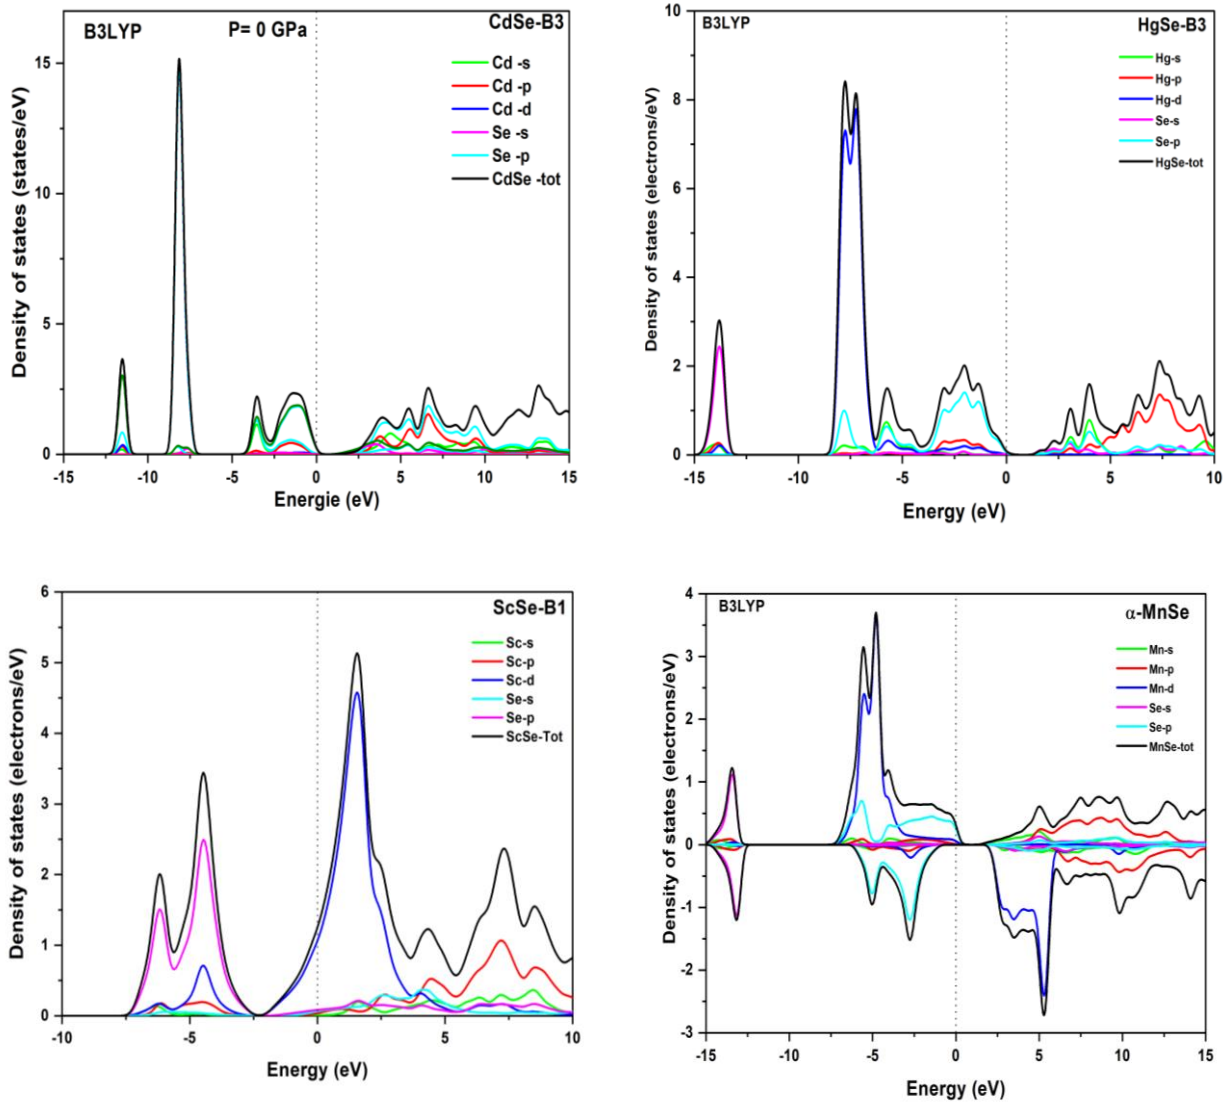 B3LYP P= 0 GPa CdSe-B3
Cd -s
Cd -p
Cd -d
Se -s
Se -p
CdSe -tot
Density of states (states/eV)
15
10
5
0
-15 -10 -5 0 5 10 15
Energie (eV)
B3LYP HgSe-B3
Hg-s
Hg-p
Hg-d
Se-s
Se-p
HgSe-tot
Density of states (electrons/eV)
10
8
6
4
2
0
-15 -10 -5 0 5 10
Energy (eV)
ScSe-B1
Sc-s
Sc-p
Sc-d
Se-s
Se-p
ScSe-Tot
Density of states (electrons/eV)
6
5
4
3
2
1
0
-10 -5 0 5 10
Energy (eV)
B3LYP α-MnSe
Mn-s
Mn-p
Mn-d
Se-s
Se-p
MnSe-tot
Density of states (electrons/eV)
4
3
2
1
0
-1
-2
-3
-15 -10 -5 0 5 10 15
Energy (eV)